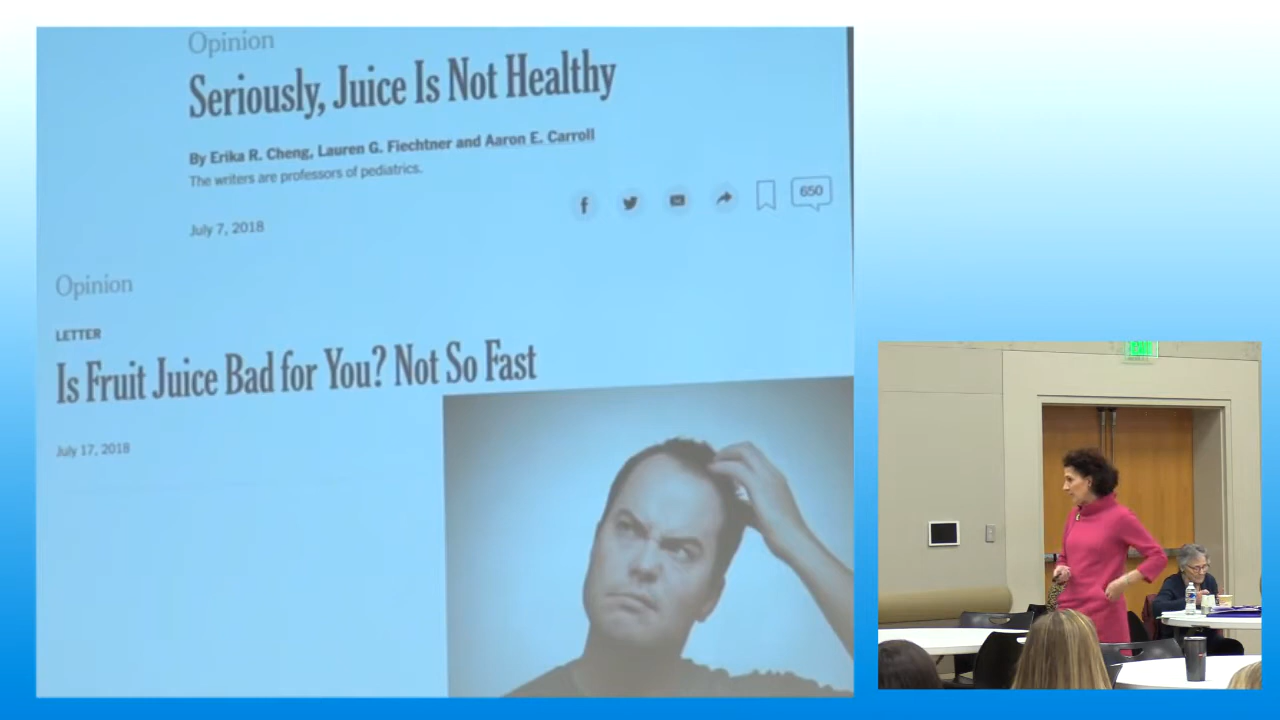 Opinion
Seriously, Juice Is Not Healthy
By Erika R. Cheng, Lauren G. Fiechtner and Aaron E. Carroll
The writers are professors of pediatrics.
650
July 7, 2018
Opinion
LETTER
Is Fruit Juice Bad for You? Not So Fast
July 17, 2018
EXIT